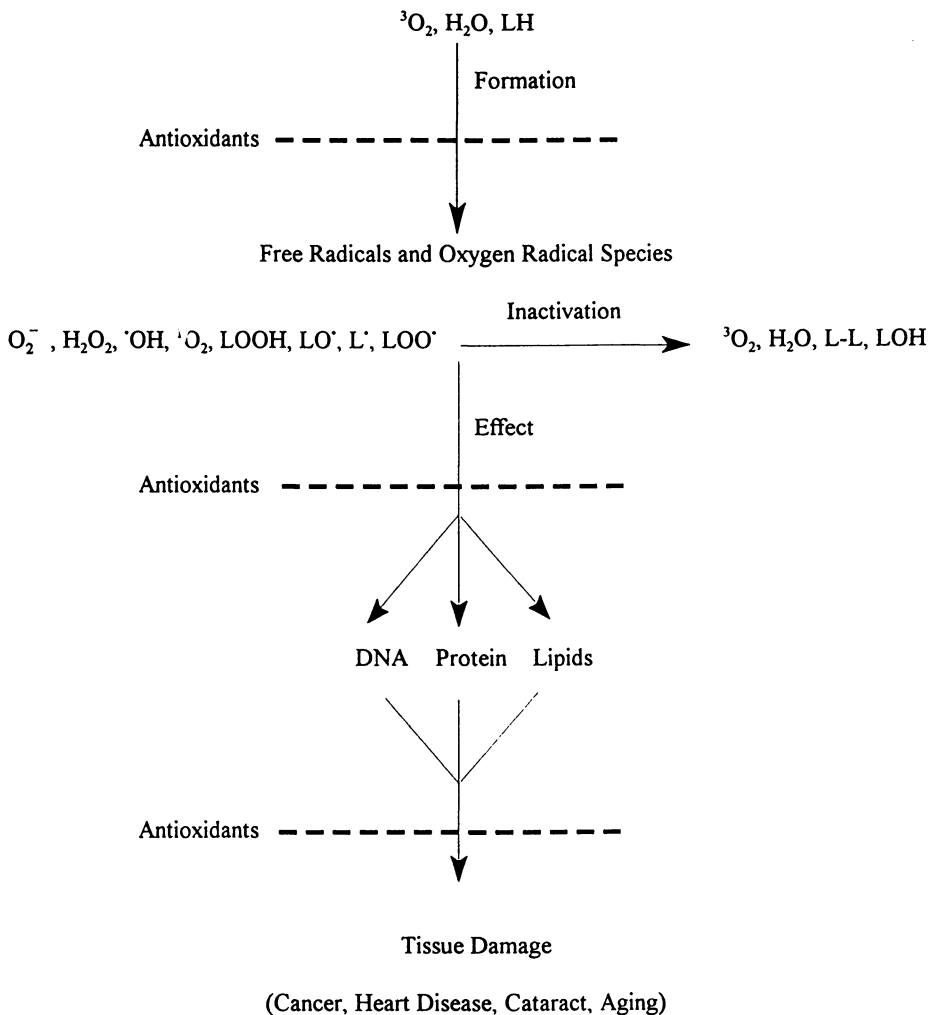 ³O₂, H₂O, LH
Formation
Antioxidants
Free Radicals and Oxygen Radical Species
Inactivation
O₂⁻ , H₂O₂, ˙OH, ¹O₂, LOOH, LO˙, L˙, LOO˙
³O₂, H₂O, L-L, LOH
Effect
Antioxidants
DNA Protein Lipids
Antioxidants
Tissue Damage
(Cancer, Heart Disease, Cataract, Aging)